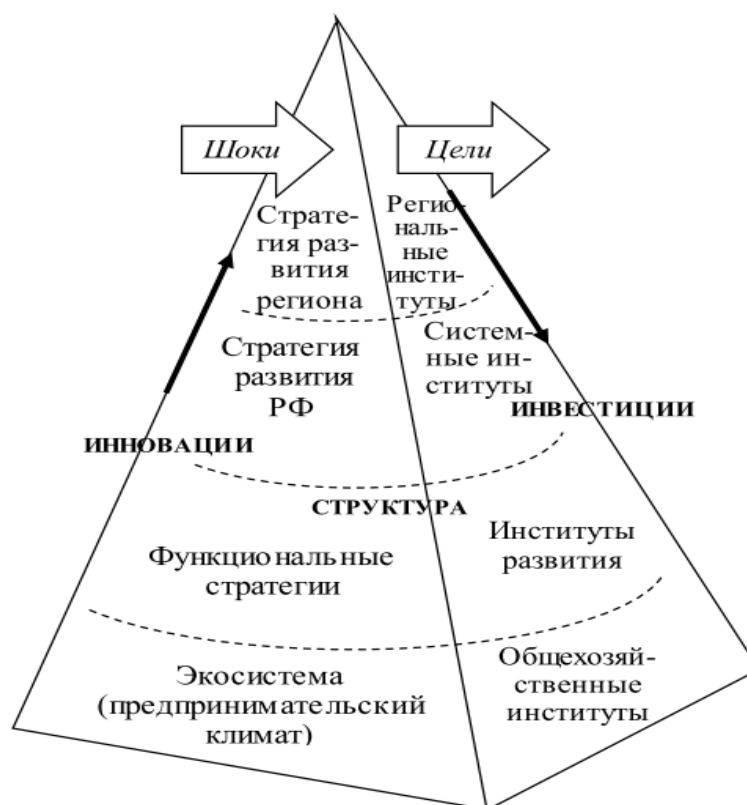 Шоки
Цели
Страте-
гия раз-
вития
региона
Регио-
наль-
ные
инсти-
туты
Стратегия
развития
РФ
Систем-
ные ин-
ституты
ИННОВАЦИИ
ИНВЕСТИЦИИ
СТРУКТУРА
Функциональные
стратегии
Институты
развития
Экосистема
(предпринимательский
климат)
Общехозяй-
ственные
институты